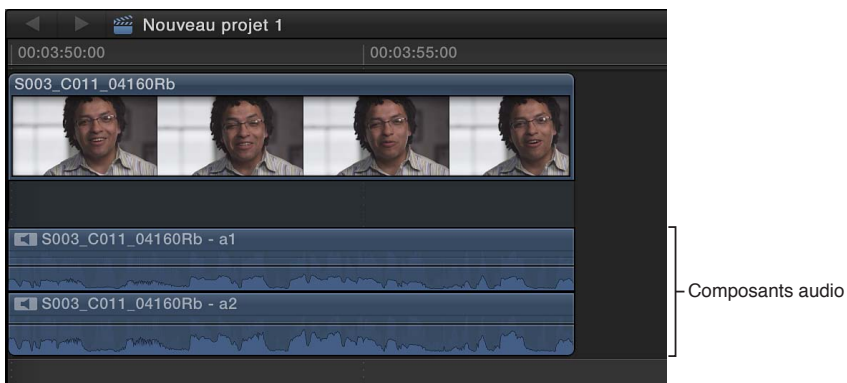 Nouveau projet 1
00:03:50:00
00:03:55:00
S003_C011_04160Rb
S003_C011_04160Rb - a1
S003_C011_04160Rb - a2
Composants audio